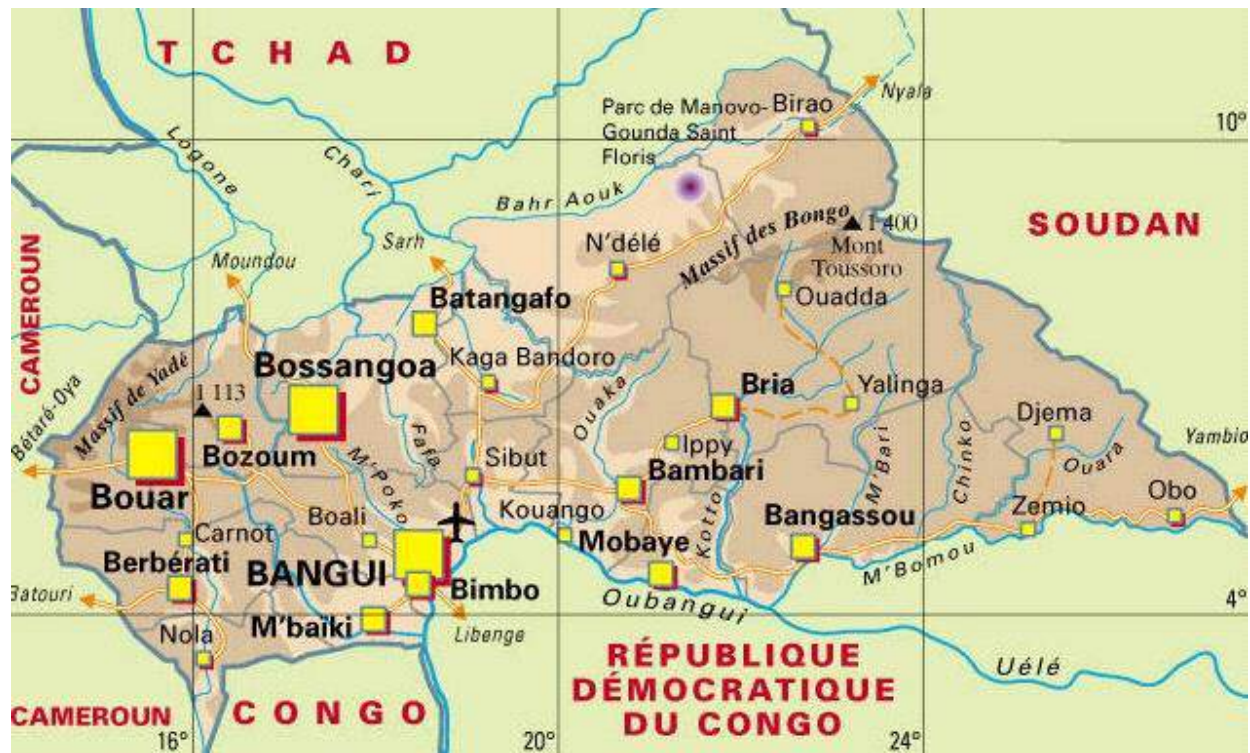 TCHAD
Logone
Chari
Parc de Manovo-
Gounda Saint
Floris
Birao
Nyala
10°
Bahr Aouk
Sarh
Moundou
N'délé
Massif des Bongo
1 400
Mont
Toussoro
Ouadda
SOUDAN
CAMEROUN
Batangafo
Kaga Bandoro
Bossangoa
Massif de Yadé
1 113
Bétaré-Oya
Bozoum
Bouar
Fafa
M'Poko
Ouaka
Bria
Yalinga
Ippy
Bambari
Sibut
Djema
Ouara
Yambio
M'Bari
Chinko
Kotto
Kouango
Boali
Carnot
Berbérati
BANGUI
Bimbo
Mobaye
Bangassou
Zemio
Obo
M'Bomou
Batouri
M'baïki
Nola
Libenge
Oubangui
4°
Uélé
RÉPUBLIQUE
DÉMOCRATIQUE
DU CONGO
CAMEROUN
CONGO
16°
20°
24°